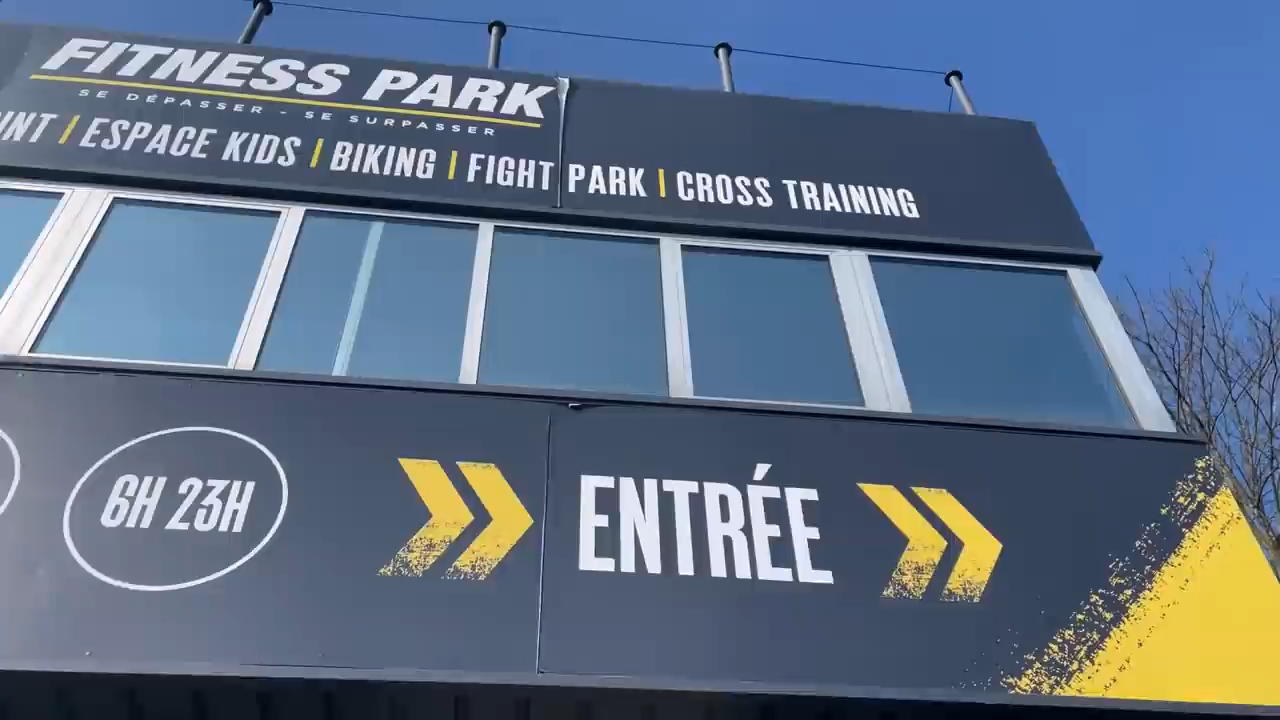 FITNESS PARK
SE DÉPASSER - SE SURPASSER
ESPACE KIDS | BIKING | FIGHT PARK | CROSS TRAINING
6H 23H
ENTRÉE